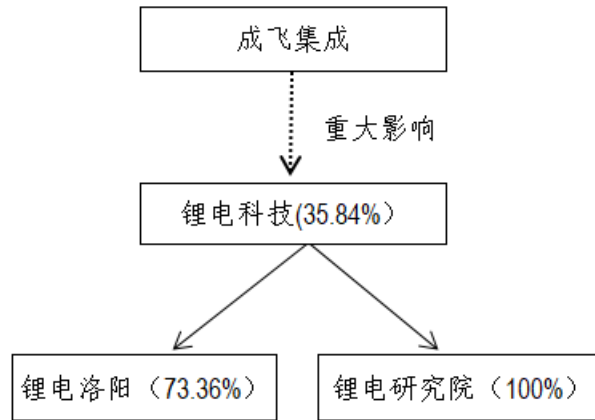 成飞集成
重大影响
锂电科技(35.84%）
锂电洛阳（73.36%）
锂电研究院（100%）